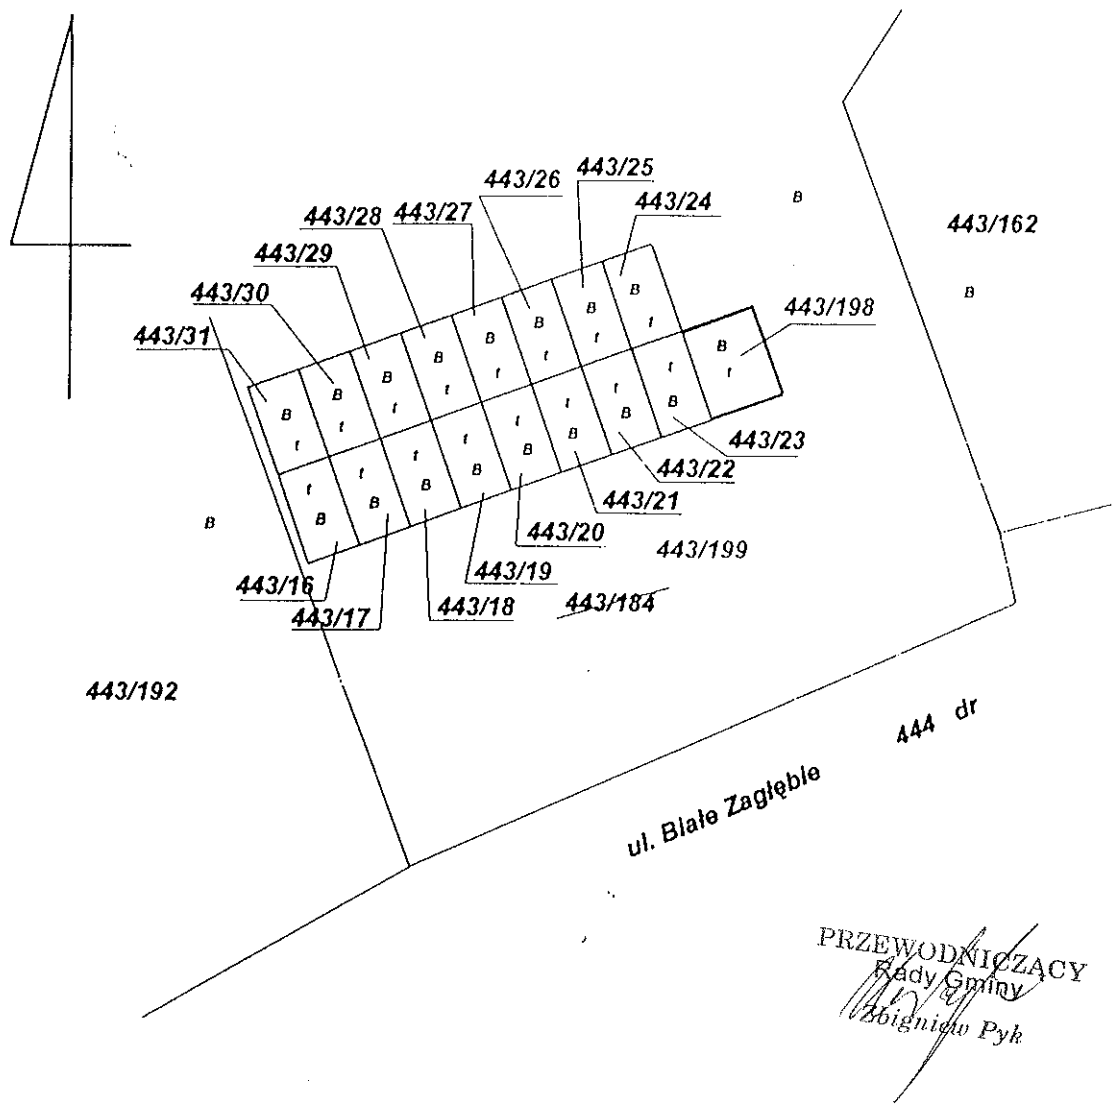 443/25
443/26
443/24
443/28
443/27
443/162
443/29
443/30
443/198
443/31
B
B
B
t
B
t
B
t
B
t
B
t
B
t
B
t
B
t
B
t
t
B
t
B
t
B
t
B
t
B
t
B
t
B
t
B
B
443/23
443/22
443/21
443/20
443/199
443/19
443/16
443/184
443/18
443/17
443/192
444 dr
ul. Białe Zagłębie
PRZEWODNICZĄCY
Rady Gminy
Zbigniew Pyk